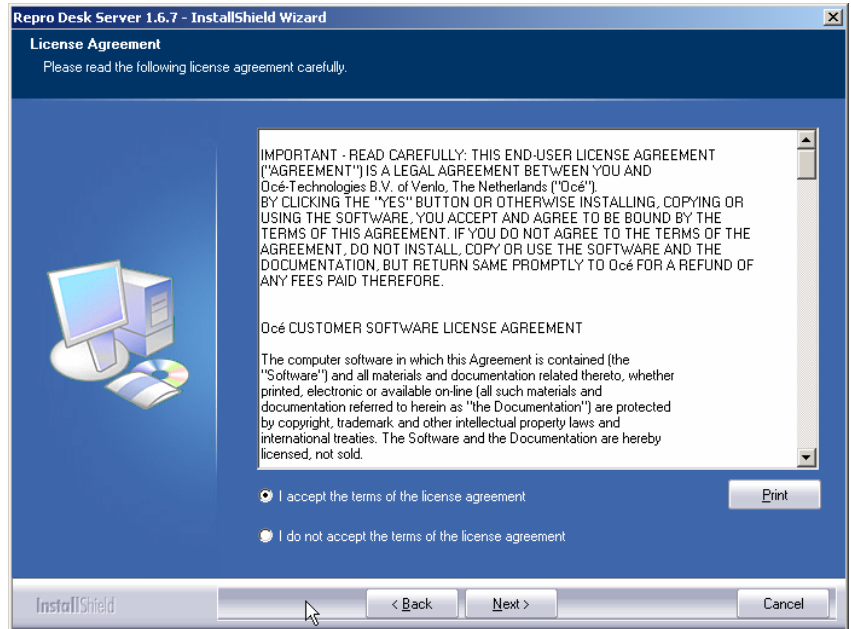 Repro Desk Server 1.6.7 - InstallShield Wizard
License Agreement
Please read the following license agreement carefully.
IMPORTANT - READ CAREFULLY: THIS END-USER LICENSE AGREEMENT
("AGREEMENT") IS A LEGAL AGREEMENT BETWEEN YOU AND
Océ-Technologies B.V. of Venlo, The Netherlands ("Océ").
BY CLICKING THE "YES" BUTTON OR OTHERWISE INSTALLING, COPYING OR
USING THE SOFTWARE, YOU ACCEPT AND AGREE TO BE BOUND BY THE
TERMS OF THIS AGREEMENT. IF YOU DO NOT AGREE TO THE TERMS OF THE
AGREEMENT, DO NOT INSTALL, COPY OR USE THE SOFTWARE AND THE
DOCUMENTATION, BUT RETURN SAME PROMPTLY TO Océ FOR A REFUND OF
ANY FEES PAID THEREFORE.
Océ CUSTOMER SOFTWARE LICENSE AGREEMENT
The computer software in which this Agreement is contained (the
"Software") and all materials and documentation related thereto, whether
printed, electronic or available on-line (all such materials and
documentation referred to herein as "the Documentation") are protected
by copyright, trademark and other intellectual property laws and
international treaties. The Software and the Documentation are hereby
licensed, not sold.
I accept the terms of the license agreement
Print
I do not accept the terms of the license agreement
InstallShield
< Back
Next >
Cancel